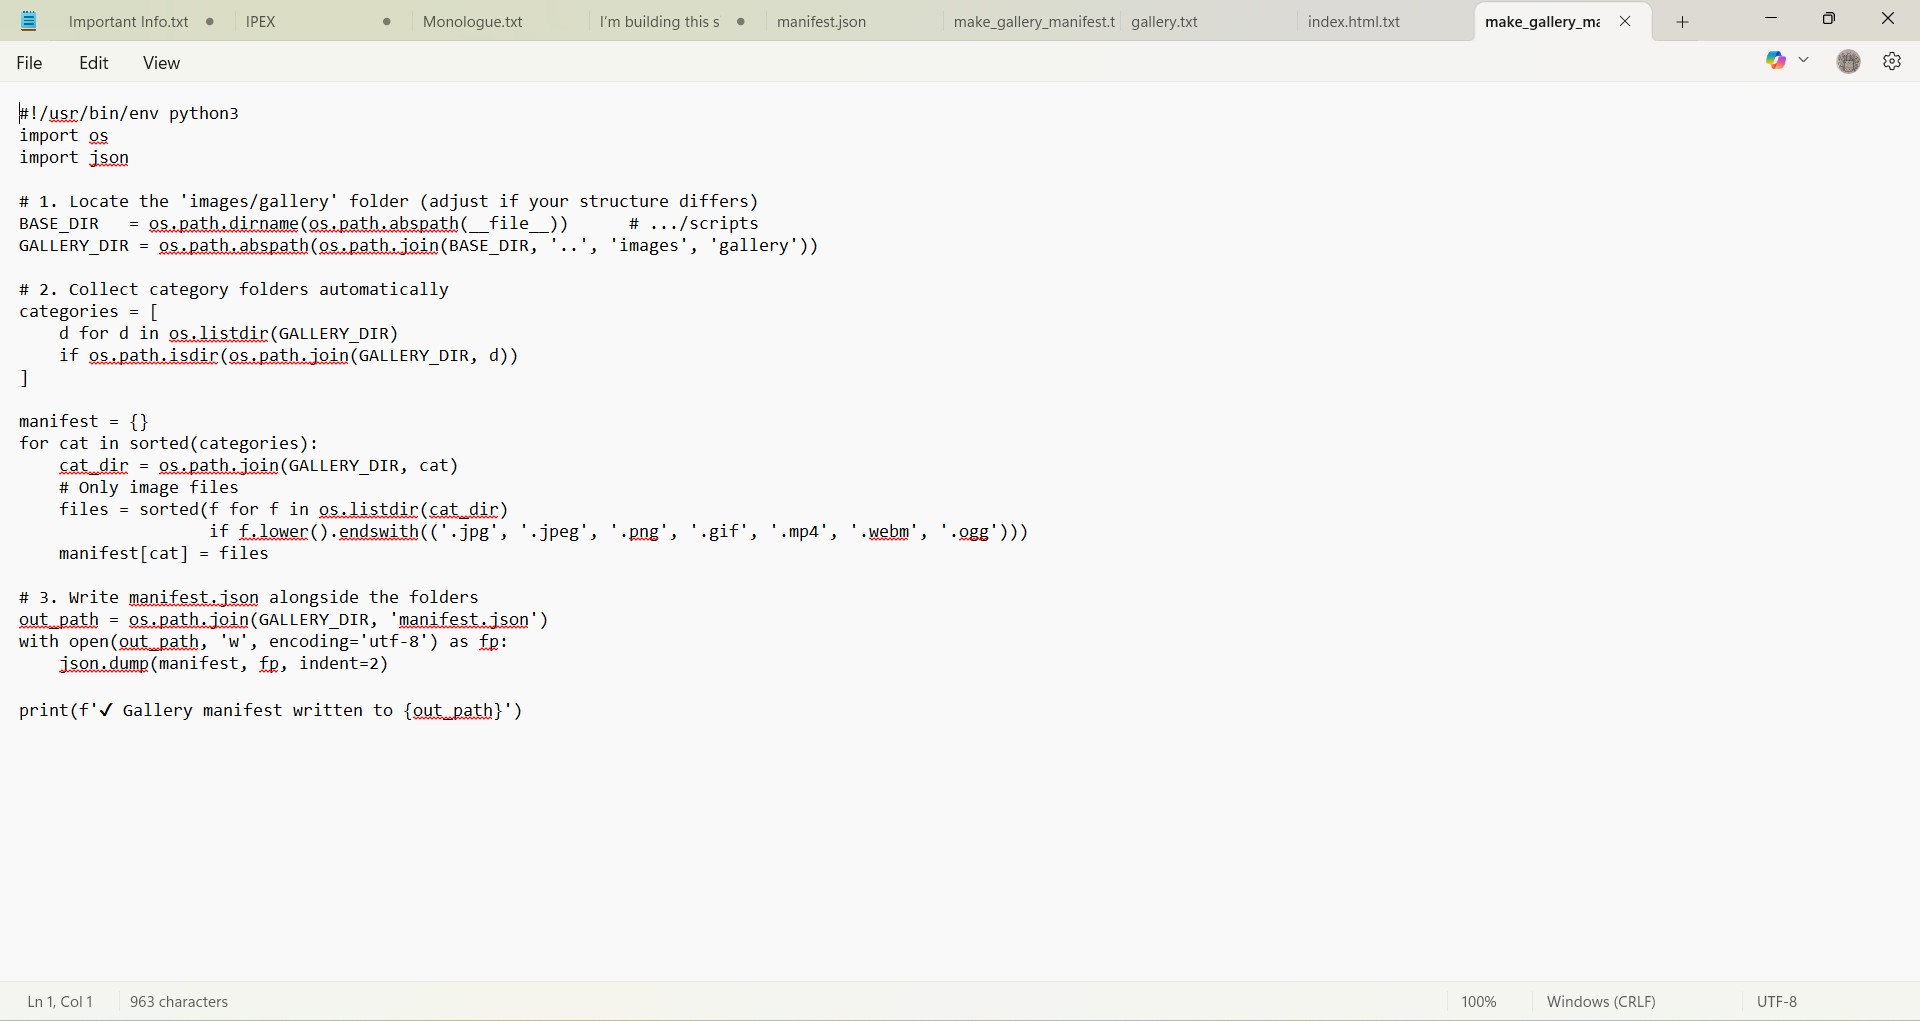 Important Info.txt
IPEX
Monologue.txt
I'm building this s
manifest.json
make_gallery_manifest.t
gallery.txt
index.html.txt
make_gallery_ma
File
Edit
View
#!/usr/bin/env python3
import os
import json
# 1. Locate the 'images/gallery' folder (adjust if your structure differs)
BASE_DIR   = os.path.dirname(os.path.abspath(__file__))      # .../scripts
GALLERY_DIR = os.path.abspath(os.path.join(BASE_DIR, '..', 'images', 'gallery'))
# 2. Collect category folders automatically
categories = [
    d for d in os.listdir(GALLERY_DIR)
    if os.path.isdir(os.path.join(GALLERY_DIR, d))
]
manifest = {}
for cat in sorted(categories):
    cat_dir = os.path.join(GALLERY_DIR, cat)
    # Only image files
    files = sorted(f for f in os.listdir(cat_dir)
                   if f.lower().endswith(('.jpg', '.jpeg', '.png', '.gif', '.mp4', '.webm', '.ogg')))
    manifest[cat] = files
# 3. Write manifest.json alongside the folders
out_path = os.path.join(GALLERY_DIR, 'manifest.json')
with open(out_path, 'w', encoding='utf-8') as fp:
    json.dump(manifest, fp, indent=2)
print(f'✔ Gallery manifest written to {out_path}')
Ln 1, Col 1
963 characters
100%
Windows (CRLF)
UTF-8